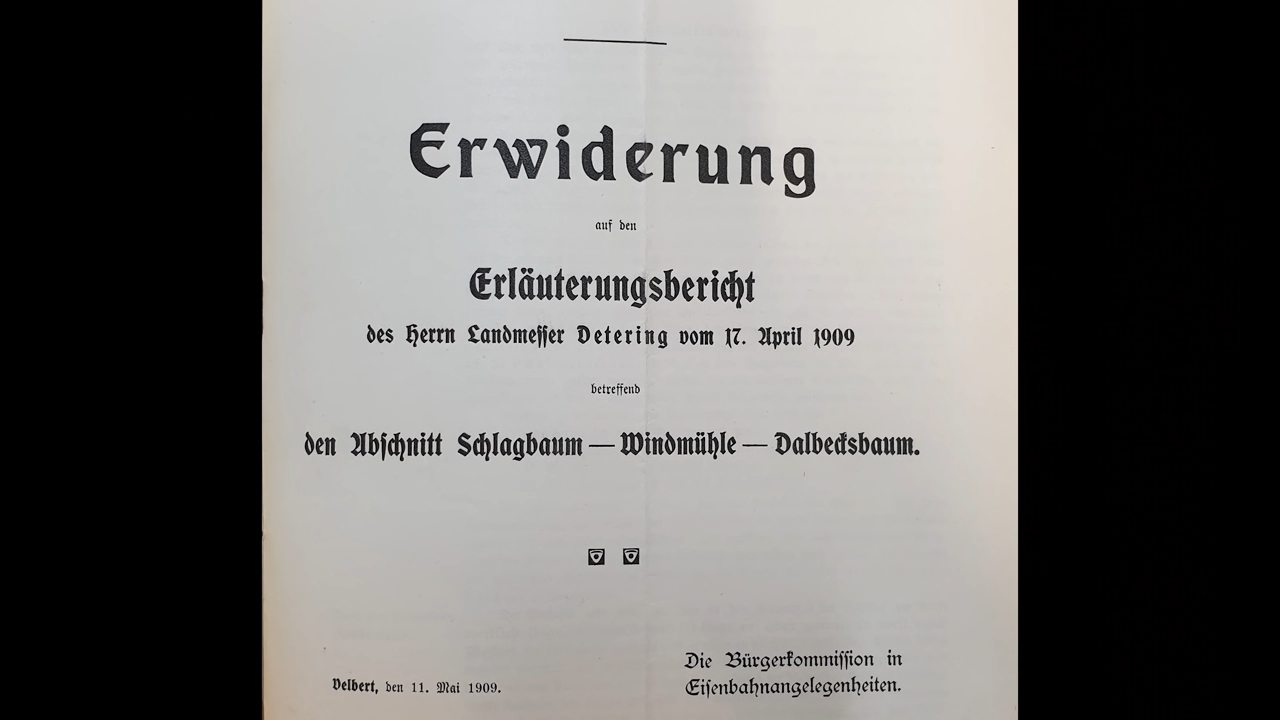 Erwiderung
auf den
Erläuterungsbericht
des Herrn Landmesser Detering vom 17. April 1909
betreffend
den Abschnitt Schlagbaum — Windmühle — Dalbecksbaum.
Die Bürgerkommission in
Velbert, den 11. Mai 1909.
Eisenbahnangelegenheiten.